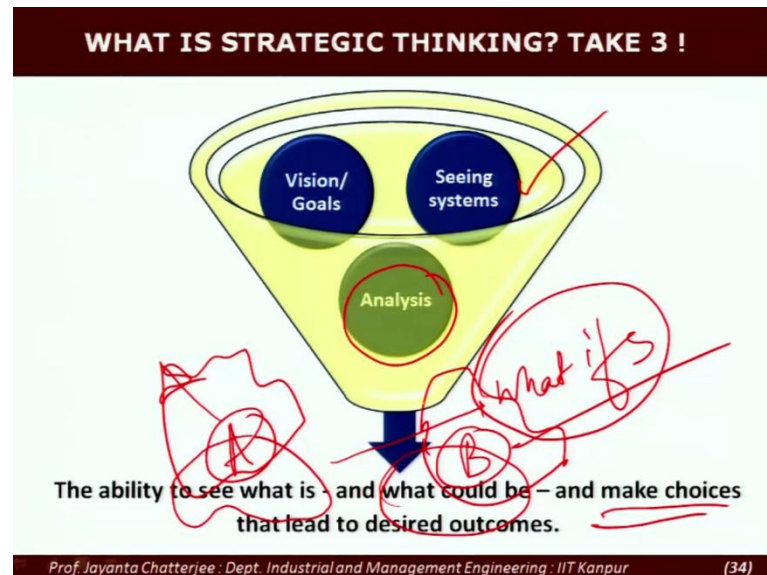 WHAT IS STRATEGIC THINKING? TAKE 3 !
Vision/
Goals
Seeing
systems
Analysis
what ifs
A
B
The ability to see what is - and what could be – and make choices
that lead to desired outcomes.
Prof. Jayanta Chatterjee : Dept. Industrial and Management Engineering : IIT Kanpur
(34)